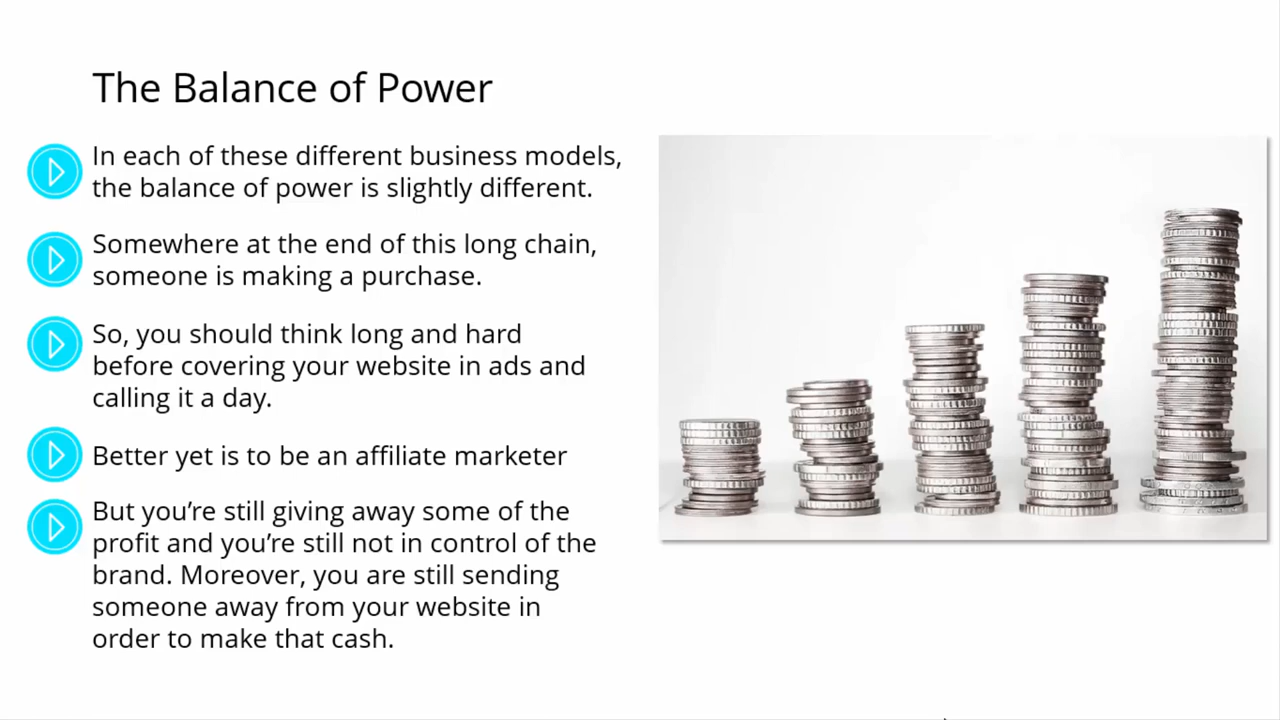 The Balance of Power
In each of these different business models,
the balance of power is slightly different.
Somewhere at the end of this long chain,
someone is making a purchase.
So, you should think long and hard
before covering your website in ads and
calling it a day.
Better yet is to be an affiliate marketer
But you’re still giving away some of the
profit and you’re still not in control of the
brand. Moreover, you are still sending
someone away from your website in
order to make that cash.